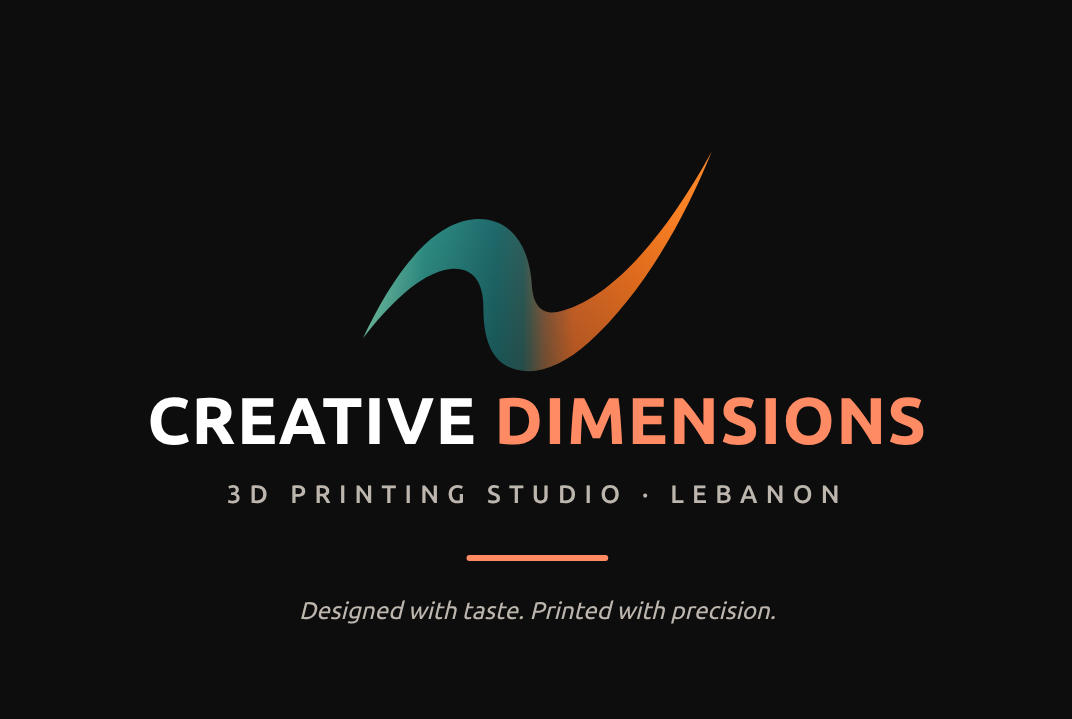 CREATIVE DIMENSIONS
3D PRINTING STUDIO · LEBANON
Designed with taste. Printed with precision.